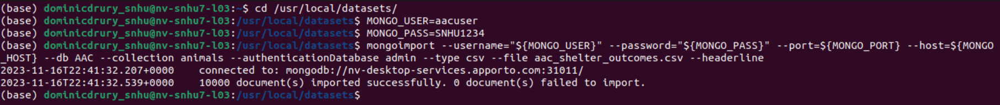 (base) dominicdrury_snhu@nv-snhu7-l03:~$ cd /usr/local/datasets/
(base) dominicdrury_snhu@nv-snhu7-l03:/usr/local/datasets$ MONGO_USER=aacuser
(base) dominicdrury_snhu@nv-snhu7-l03:/usr/local/datasets$ MONGO_PASS=SNHU1234
(base) dominicdrury_snhu@nv-snhu7-l03:/usr/local/datasets$ mongoimport --username="${MONGO_USER}" --password="${MONGO_PASS}" --port=${MONGO_PORT} --host=${MONGO
_HOST} --db AAC --collection animals --authenticationDatabase admin --type csv --file aac_shelter_outcomes.csv --headerline
2023-11-16T22:41:32.207+0000    connected to: mongodb://nv-desktop-services.apporto.com:31011/
2023-11-16T22:41:32.539+0000    10000 document(s) imported successfully. 0 document(s) failed to import.
(base) dominicdrury_snhu@nv-snhu7-l03:/usr/local/datasets$